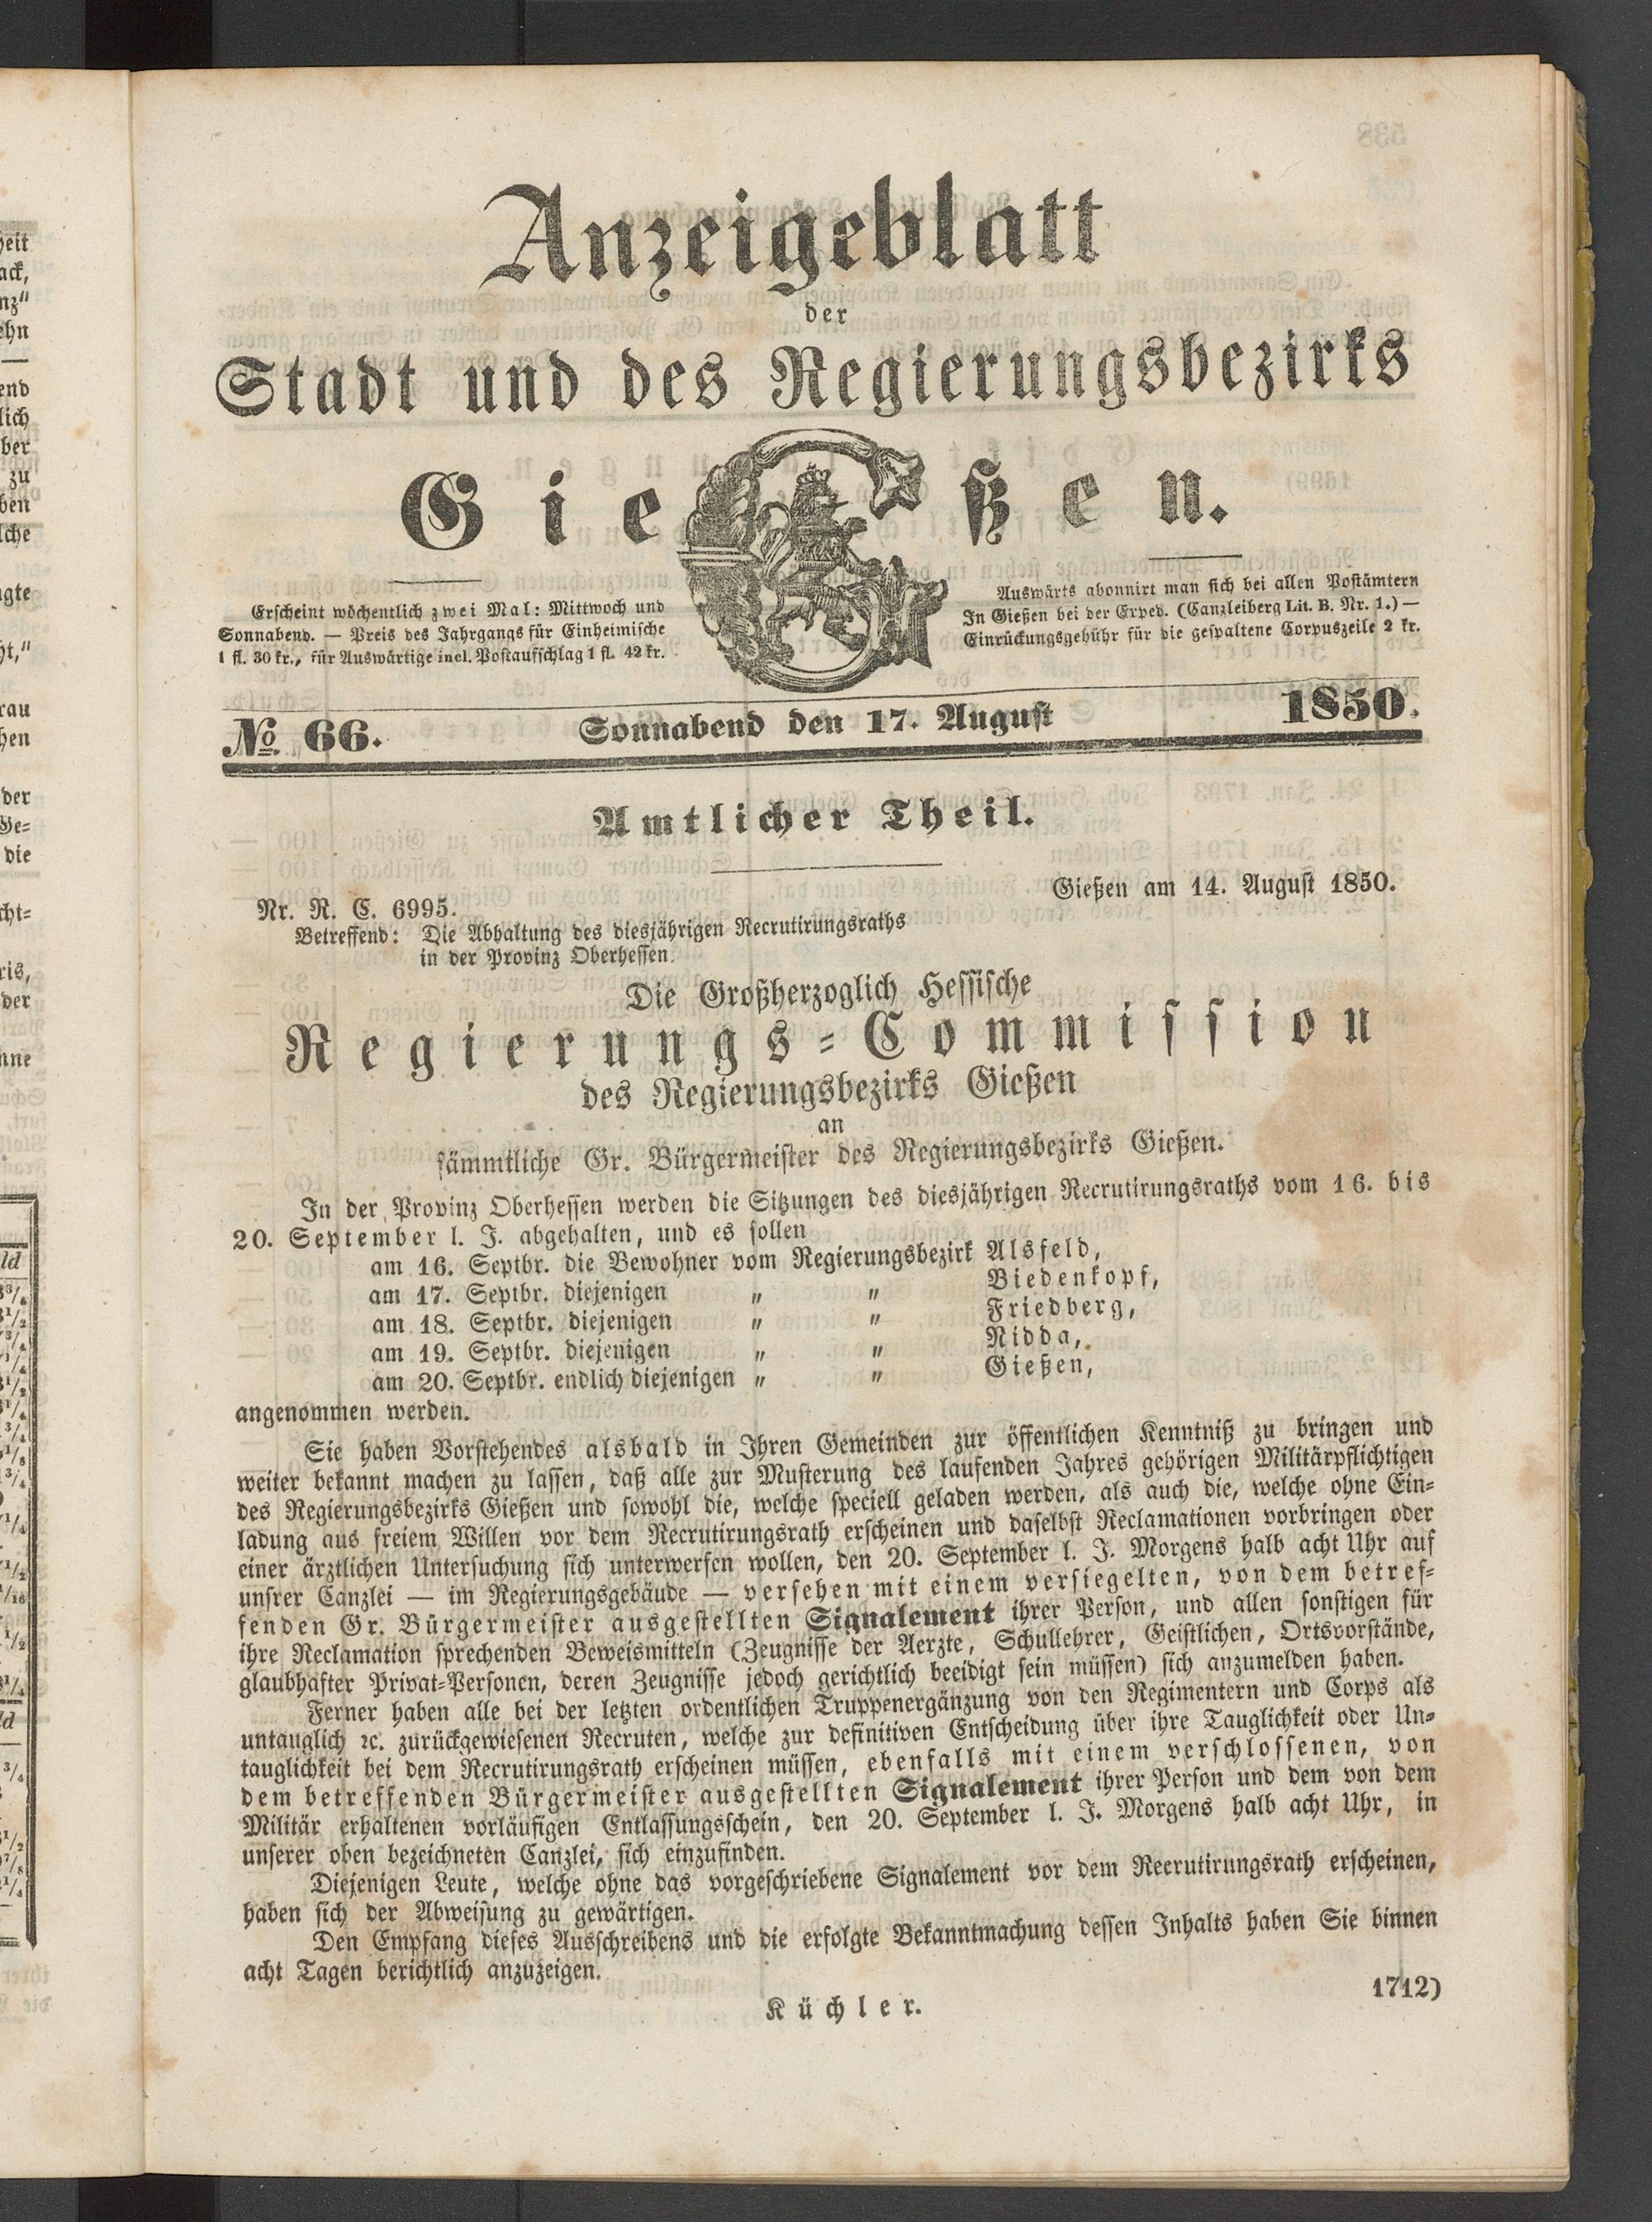 Anzeigeblatt
der
Stadt und des Regierungsbezirks
Gießen.
Erscheint wöchentlich zwei Mal: Mittwoch und
Sonnabend. — Preis des Jahrgangs für Einheimische
1 fl. 30 kr., für Auswärtige incl. Postaufschlag 1 fl. 42 kr.
Auswärts abonnirt man sich bei allen Postämtern
In Gießen bei der Exped. (Canzleiberg Lit. B. Nr. 1.) —
Einrückungsgebühr für die gespaltene Corpuszeile 2 kr.
No 66. Sonnabend den 17. August 1850.
Amtlicher Theil.
Gießen am 14. August 1850.
Nr. R. C. 6995.
Betreffend: Die Abhaltung des diesjährigen Recrutirungsraths
in der Provinz Oberhessen.
Die Großherzoglich Hessische
Regierungs-Commission
des Regierungsbezirks Gießen
an
sämmtliche Gr. Bürgermeister des Regierungsbezirks Gießen.
In der Provinz Oberhessen werden die Sitzungen des diesjährigen Recrutirungsraths vom 16. bis
20. September l. J. abgehalten, und es sollen
am 16. Septbr. die Bewohner vom Regierungsbezirk Alsfeld,
am 17. Septbr. diejenigen „ „ Biedenkopf,
am 18. Septbr. diejenigen „ „ Friedberg,
am 19. Septbr. diejenigen „ „ Nidda,
am 20. Septbr. endlich diejenigen „ „ Gießen,
angenommen werden.
Sie haben Vorstehendes alsbald in Ihren Gemeinden zur öffentlichen Kenntniß zu bringen und
weiter bekannt machen zu lassen, daß alle zur Musterung des laufenden Jahres gehörigen Militärpflichtigen
des Regierungsbezirks Gießen und sowohl die, welche speciell geladen werden, als auch die, welche ohne Ein-
ladung aus freiem Willen vor dem Recrutirungsrath erscheinen und daselbst Reclamationen vorbringen oder
einer ärztlichen Untersuchung sich unterwerfen wollen, den 20. September l. J. Morgens halb acht Uhr auf
unsrer Canzlei — im Regierungsgebäude — versehen mit einem versiegelten, von dem betref-
fenden Gr. Bürgermeister ausgestellten Signalement ihrer Person, und allen sonstigen für
ihre Reclamation sprechenden Beweismitteln (Zeugnisse der Aerzte, Schullehrer, Geistlichen, Ortsvorstände,
glaubhafter Privat-Personen, deren Zeugnisse jedoch gerichtlich beeidigt sein müssen) sich anzumelden haben.
Ferner haben alle bei der letzten ordentlichen Truppenergänzung von den Regimentern und Corps als
untauglich ꝛc. zurückgewiesenen Recruten, welche zur definitiven Entscheidung über ihre Tauglichkeit oder Un-
tauglichkeit bei dem Recrutirungsrath erscheinen müssen, ebenfalls mit einem verschlossenen, von
dem betreffenden Bürgermeister ausgestellten Signalement ihrer Person und dem von dem
Militär erhaltenen vorläufigen Entlassungsschein, den 20. September l. J. Morgens halb acht Uhr, in
unserer oben bezeichneten Canzlei, sich einzufinden.
Diejenigen Leute, welche ohne das vorgeschriebene Signalement vor dem Reerutirungsrath erscheinen,
haben sich der Abweisung zu gewärtigen.
Den Empfang dieses Ausschreibens und die erfolgte Bekanntmachung dessen Inhalts haben Sie binnen
acht Tagen berichtlich anzuzeigen.
1712)
Küchler.